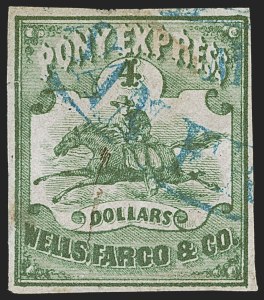 PONY EXPRESS
4
DOLLARS
WELLS, FARGO & CO.